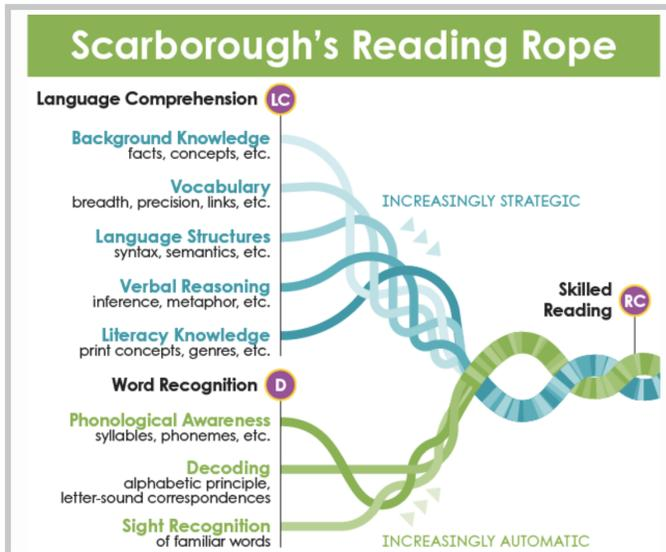 Scarborough's Reading Rope
Language Comprehension LC
Background Knowledge
facts, concepts, etc.
Vocabulary
breadth, precision, links, etc.
INCREASINGLY STRATEGIC
Language Structures
syntax, semantics, etc.
Verbal Reasoning
inference, metaphor, etc.
Skilled
Reading RC
Literacy Knowledge
print concepts, genres, etc.
Word Recognition D
Phonological Awareness
syllables, phonemes, etc.
Decoding
alphabetic principle,
letter-sound correspondences
Sight Recognition
of familiar words
INCREASINGLY AUTOMATIC